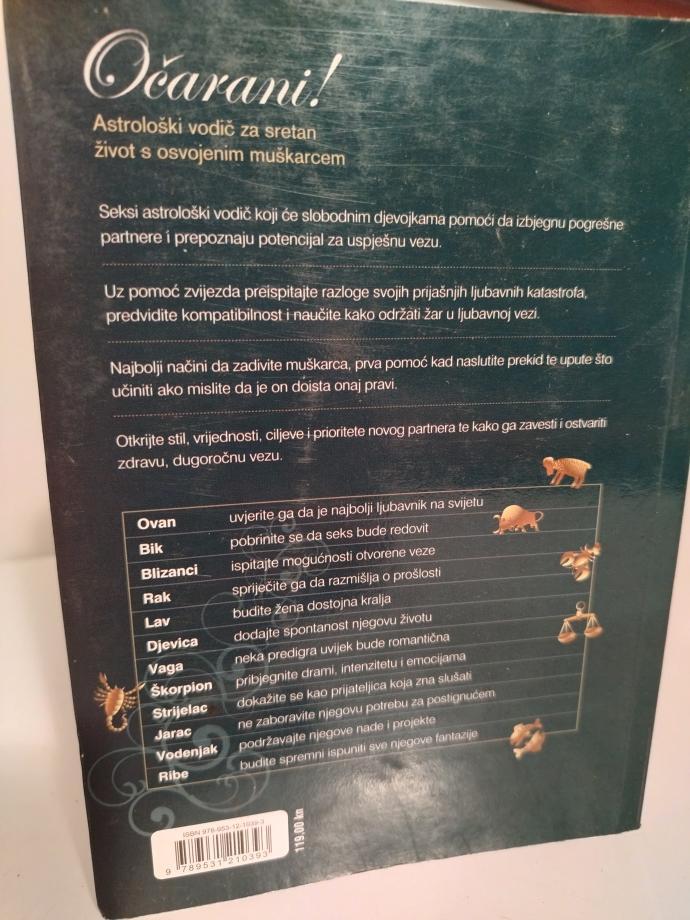 Očarani!
Astrološki vodič za sretan
život s osvojenim muškarcem
Seksi astrološki vodič koji će slobodnim djevojkama pomoći da izbjegnu pogrešne
partnere i prepoznaju potencijal za uspješnu vezu.
Uz pomoć zvijezda preispitajte razloge svojih prijašnjih ljubavnih katastrofa,
predvidite kompatibilnost i naučite kako održati žar u ljubavnoj vezi.
Najbolji načini da zadivite muškarca, prva pomoć kad naslutite prekid te upute što
učiniti ako mislite da je on doista onaj pravi.
Otkrijte stil, vrijednosti, ciljeve i prioritete novog partnera te kako ga zavesti i ostvariti
zdravu, dugoročnu vezu.
Ovan uvjerite ga da je najbolji ljubavnik na svijetu
Bik pobrinite se da seks bude redovit
Blizanci ispitajte mogućnosti otvorene veze
Rak spriječite ga da razmišlja o prošlosti
Lav budite žena dostojna kralja
Djevica dodajte spontanost njegovu životu
Vaga neka predigra uvijek bude romantična
Škorpion pribjegnite drami, intenzitetu i emocijama
Strijelac dokažite se kao prijateljica koja zna slušati
Jarac ne zaboravite njegovu potrebu za postignućem
Vodenjak podržavajte njegove nade i projekte
Ribe budite spremni ispuniti sve njegove fantazije
ISBN 978-953-12-1039-3
9 789531 210393
119,00 kn